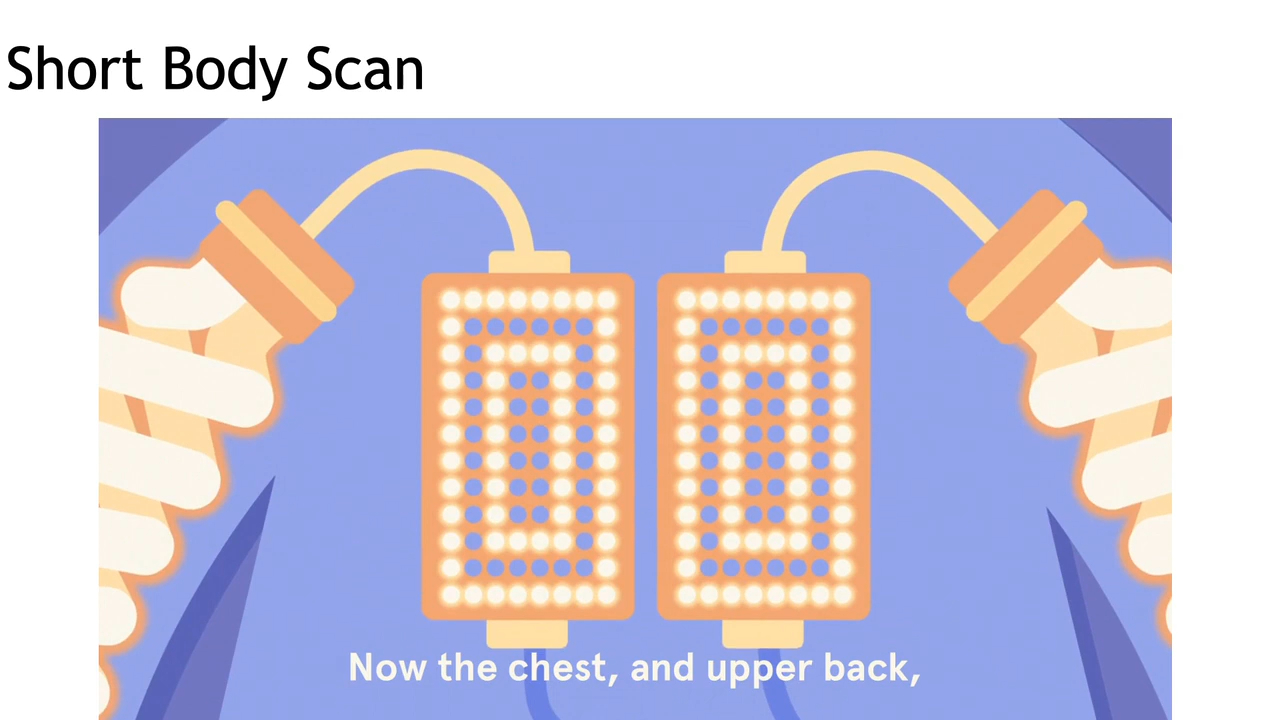 Short Body Scan
Now the chest, and upper back,